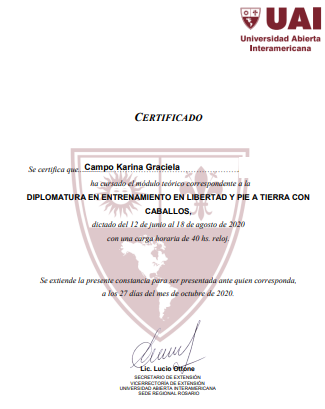 UAI
Universidad Abierta
Interamericana
CERTIFICADO
Se certifica que....Campo Karina Graciela
ha cursado el módulo teórico correspondiente a la
DIPLOMATURA EN ENTRENAMIENTO EN LIBERTAD Y PIE A TIERRA CON
CABALLOS,
dictado del 12 de junio al 18 de agosto de 2020
con una carga horaria de 40 hs. reloj.
Se extiende la presente constancia para ser presentada ante quien corresponda,
a los 27 días del mes de octubre de 2020.
Lic. Lucio Ottone
SECRETARIO DE EXTENSIÓN
VICERRECTORÍA DE EXTENSIÓN
UNIVERSIDAD ABIERTA INTERAMERICANA
SEDE REGIONAL ROSARIO